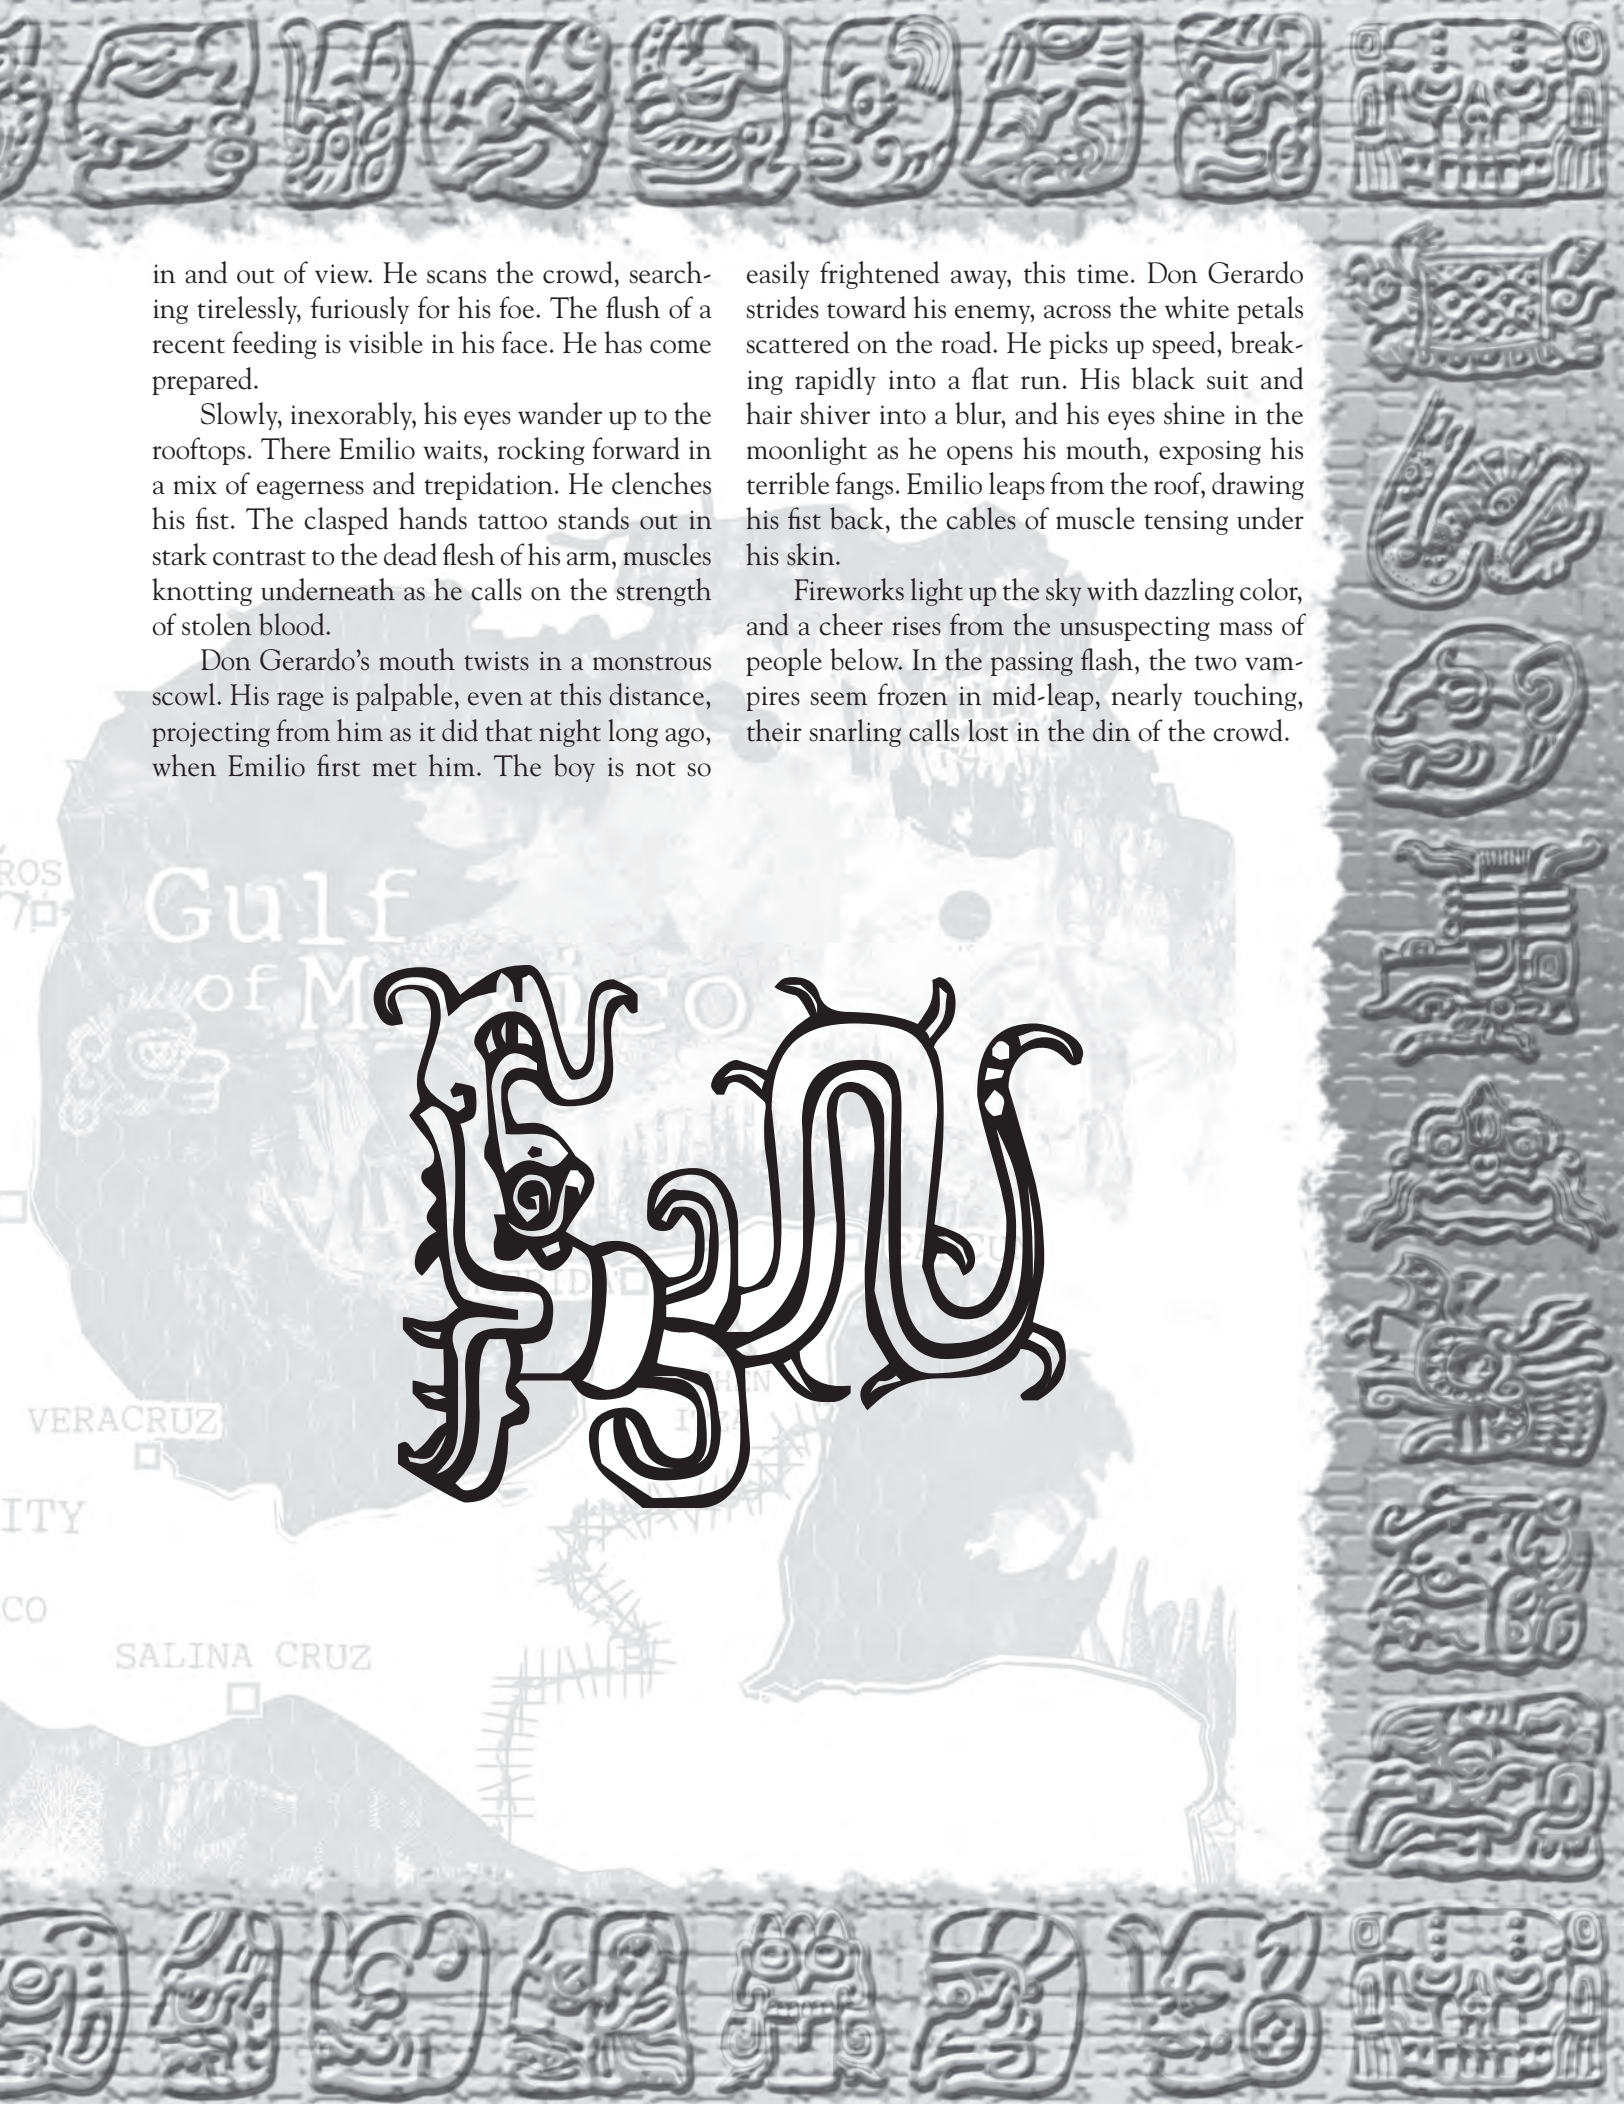 in and out of view. He scans the crowd, search-
ing tirelessly, furiously for his foe. The flush of a
recent feeding is visible in his face. He has come
prepared.
Slowly, inexorably, his eyes wander up to the
rooftops. There Emilio waits, rocking forward in
a mix of eagerness and trepidation. He clenches
his fist. The clasped hands tattoo stands out in
stark contrast to the dead flesh of his arm, muscles
knotting underneath as he calls on the strength
of stolen blood.
Don Gerardo’s mouth twists in a monstrous
scowl. His rage is palpable, even at this distance,
projecting from him as it did that night long ago,
when Emilio first met him. The boy is not so
easily frightened away, this time. Don Gerardo
strides toward his enemy, across the white petals
scattered on the road. He picks up speed, break-
ing rapidly into a flat run. His black suit and
hair shiver into a blur, and his eyes shine in the
moonlight as he opens his mouth, exposing his
terrible fangs. Emilio leaps from the roof, drawing
his fist back, the cables of muscle tensing under
his skin.
Fireworks light up the sky with dazzling color,
and a cheer rises from the unsuspecting mass of
people below. In the passing flash, the two vam-
pires seem frozen in mid-leap, nearly touching,
their snarling calls lost in the din of the crowd.
ROS
Gulf
of Mexico
VERACRUZ
ITY
CO
SALINA CRUZ